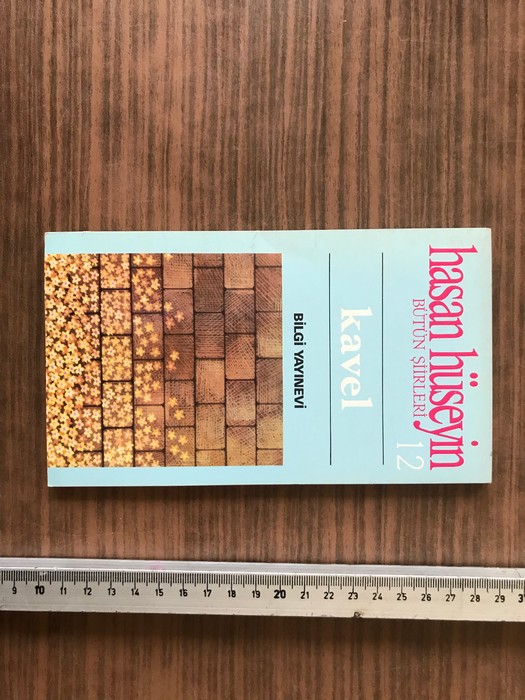 hasan hüseyin
BÜTÜN ŞİİRLERİ 12
kavel
BİLGİ YAYINEVİ
9 10 11 12 13 14 15 16 17 18 19 20 21 22 23 24 25 26 27 28 29